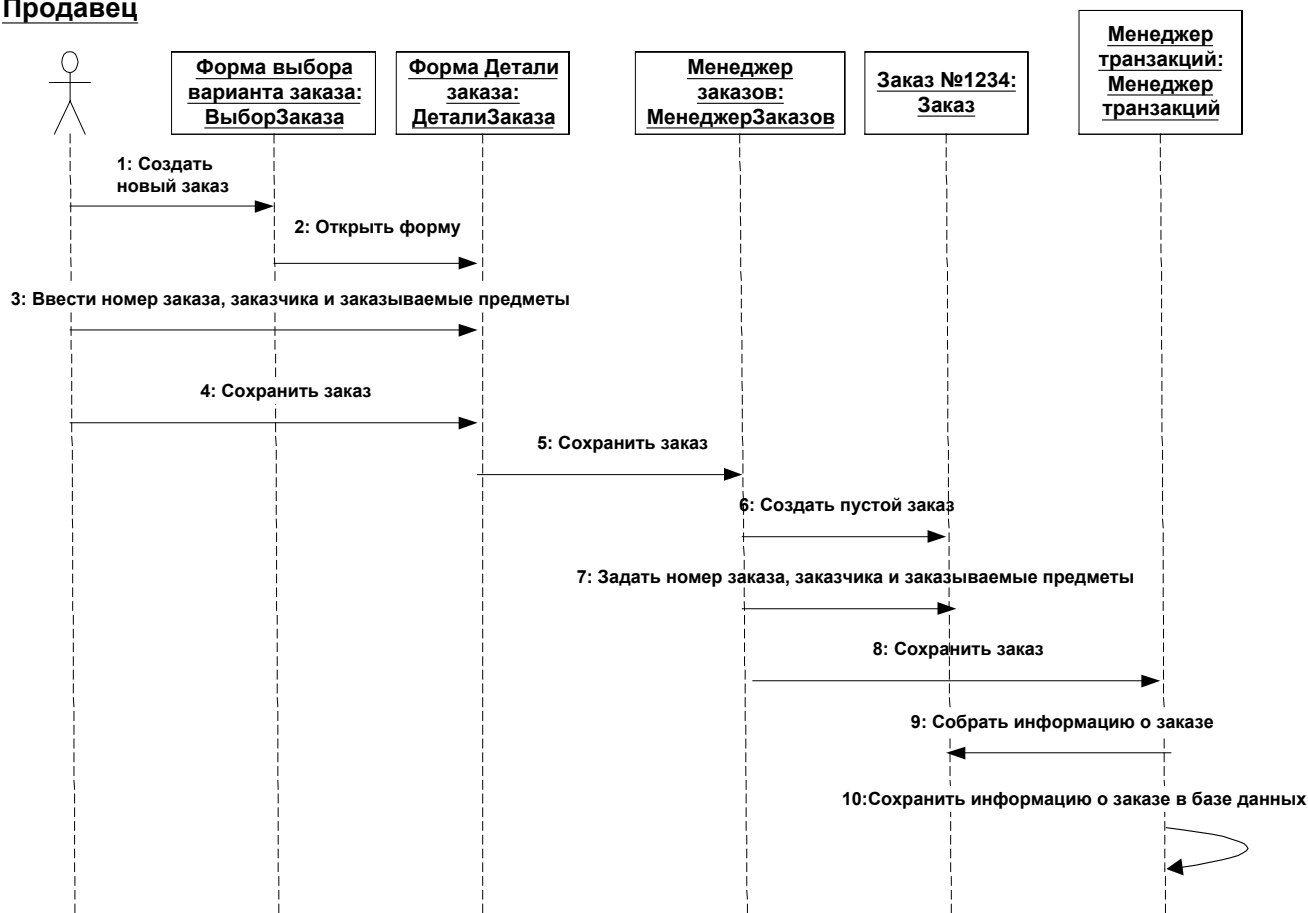 Продавец
Форма выбора
варианта заказа:
ВыборЗаказа
Форма Детали
заказа:
ДеталиЗаказа
Менеджер
заказов:
МенеджерЗаказов
Заказ №1234:
Заказ
Менеджер
транзакций:
Менеджер
транзакций
1: Создать
новый заказ
2: Открыть форму
3: Ввести номер заказа, заказчика и заказываемые предметы
4: Сохранить заказ
5: Сохранить заказ
6: Создать пустой заказ
7: Задать номер заказа, заказчика и заказываемые предметы
8: Сохранить заказ
9: Собрать информацию о заказе
10:Сохранить информацию о заказе в базе данных